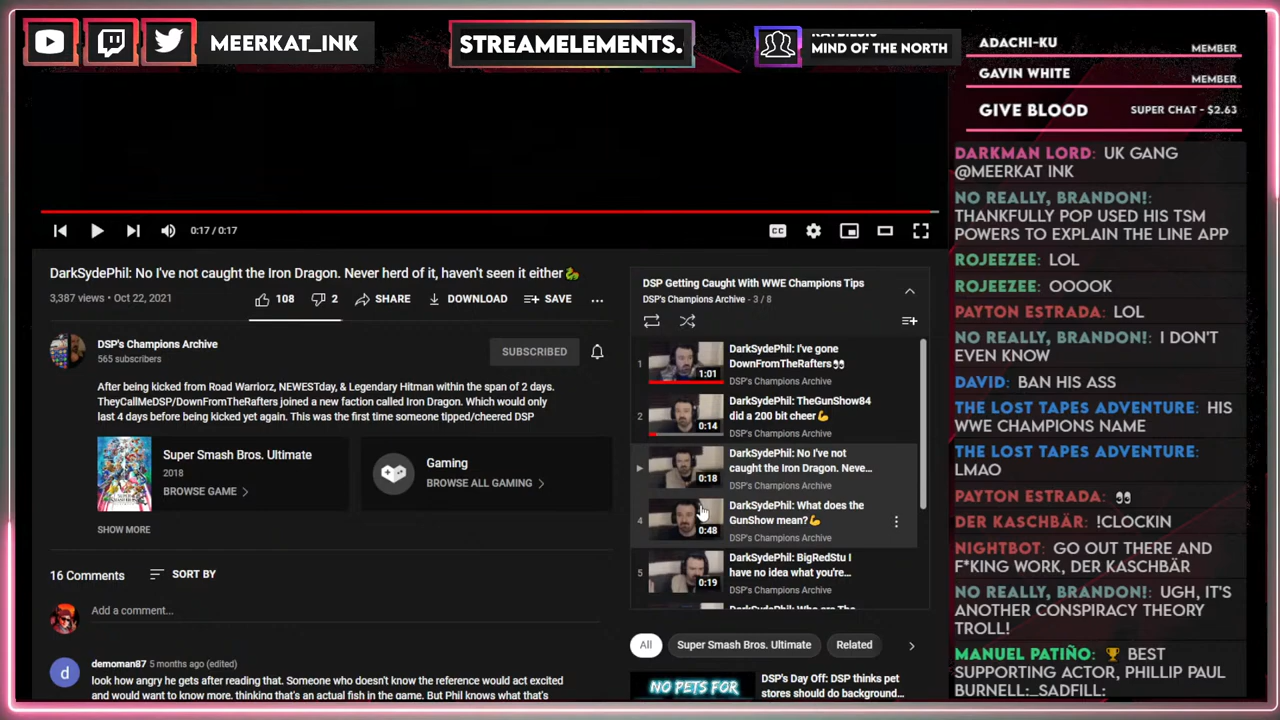 MEERKAT_INK
STREAMELEMENTS.
MIND OF THE NORTH
ADACHI-KU MEMBER
GAVIN WHITE MEMBER
GIVE BLOOD SUPER CHAT - $2.63
0:17 / 0:17
CC
DarkSydePhil: No I've not caught the Iron Dragon. Never herd of it, haven't seen it either🐉
3,387 views • Oct 22, 2021
108
2
SHARE
DOWNLOAD
SAVE
...
DSP's Champions Archive
565 subscribers
SUBSCRIBED
After being kicked from Road Warriorz, NEWESTday, & Legendary Hitman within the span of 2 days.
TheyCallMeDSP/DownFromTheRafters joined a new faction called Iron Dragon. Which would only
last 4 days before being kicked yet again. This was the first time someone tipped/cheered DSP
Super Smash Bros. Ultimate
2018
BROWSE GAME
Gaming
BROWSE ALL GAMING
SHOW MORE
16 Comments
SORT BY
Add a comment...
d
demoman87 5 months ago (edited)
look how angry he gets after reading that. Someone who doesn't know the reference would act excited
and would want to know more, thinking that's an actual fish in the game. But Phil knows what's
DSP Getting Caught With WWE Champions Tips
DSP's Champions Archive - 3 / 8
1
1:01
DarkSydePhil: I've gone
DownFromTheRafters👀
DSP's Champions Archive
2
0:14
DarkSydePhil: TheGunShow84
did a 200 bit cheer💪
DSP's Champions Archive
0:18
DarkSydePhil: No I've not
caught the Iron Dragon. Neve...
DSP's Champions Archive
4
0:48
DarkSydePhil: What does the
GunShow mean?💪
DSP's Champions Archive
5
0:19
DarkSydePhil: BigRedStu I
have no idea what you're...
DSP's Champions Archive
All
Super Smash Bros. Ultimate
Related
NO PETS FOR
DSP's Day Off: DSP thinks pet
stores should do background...
DARKMAN LORD: UK GANG
@MEERKAT INK
NO REALLY, BRANDON!:
THANKFULLY POP USED HIS TSM
POWERS TO EXPLAIN THE LINE APP
ROJEEZEE: LOL
ROJEEZEE: OOOOK
PAYTON ESTRADA: LOL
NO REALLY, BRANDON!: I DON'T
EVEN KNOW
DAVID: BAN HIS ASS
THE LOST TAPES ADVENTURE: HIS
WWE CHAMPIONS NAME
THE LOST TAPES ADVENTURE:
LMAO
PAYTON ESTRADA: 👀
DER KASCHBÄR: !CLOCKIN
NIGHTBOT: GO OUT THERE AND
F*KING WORK, DER KASCHBÄR
NO REALLY, BRANDON!: UGH, IT'S
ANOTHER CONSPIRACY THEORY
TROLL!
MANUEL PATIÑO: 🏆 BEST
SUPPORTING ACTOR, PHILLIP PAUL
BURNELL:_SADFILL: